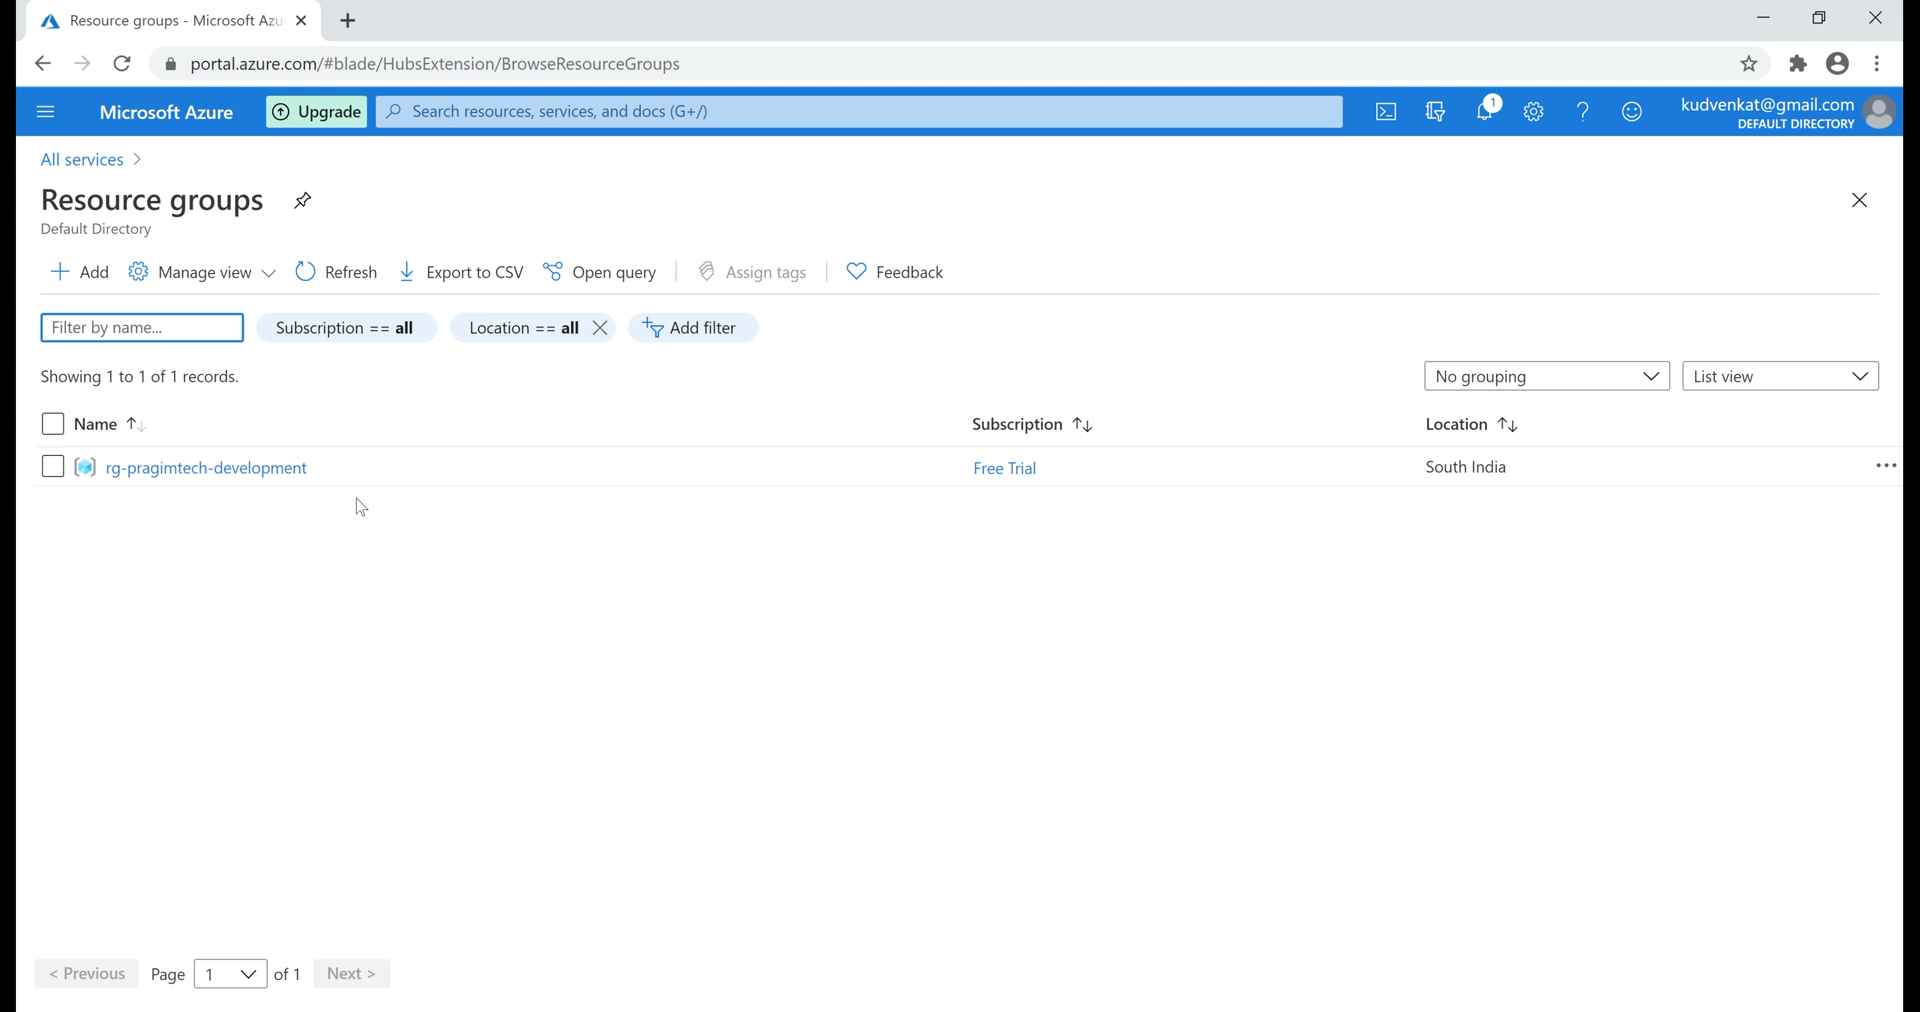 Resource groups - Microsoft Azu
portal.azure.com/#blade/HubsExtension/BrowseResourceGroups
Microsoft Azure
Upgrade
Search resources, services, and docs (G+/)
1
kudvenkat@gmail.com
DEFAULT DIRECTORY
All services >
Resource groups
Default Directory
Add
Manage view
Refresh
Export to CSV
Open query
Assign tags
Feedback
Filter by name...
Subscription == all
Location == all
Add filter
Showing 1 to 1 of 1 records.
No grouping
List view
Name
Subscription
Location
rg-pragimtech-development
Free Trial
South India
< Previous
Page 1 of 1
Next >